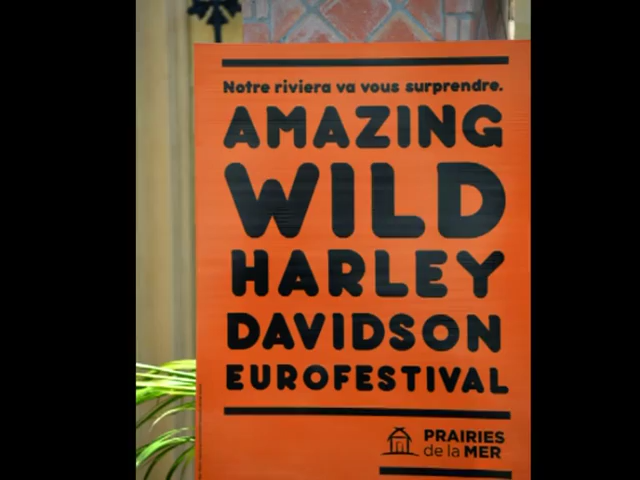 Notre riviera va vous surprendre.
AMAZING
WILD
HARLEY
DAVIDSON
EUROFESTIVAL
PRAIRIES
de la MER